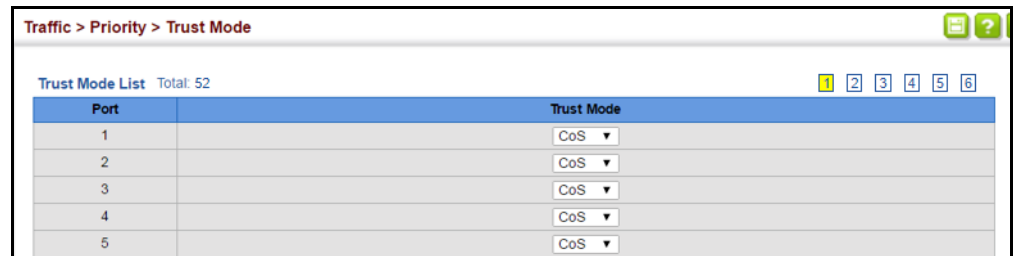 Traffic > Priority > Trust Mode
?
Trust Mode List Total: 52 1 2 3 4 5 6
Port Trust Mode
1 CoS
2 CoS
3 CoS
4 CoS
5 CoS